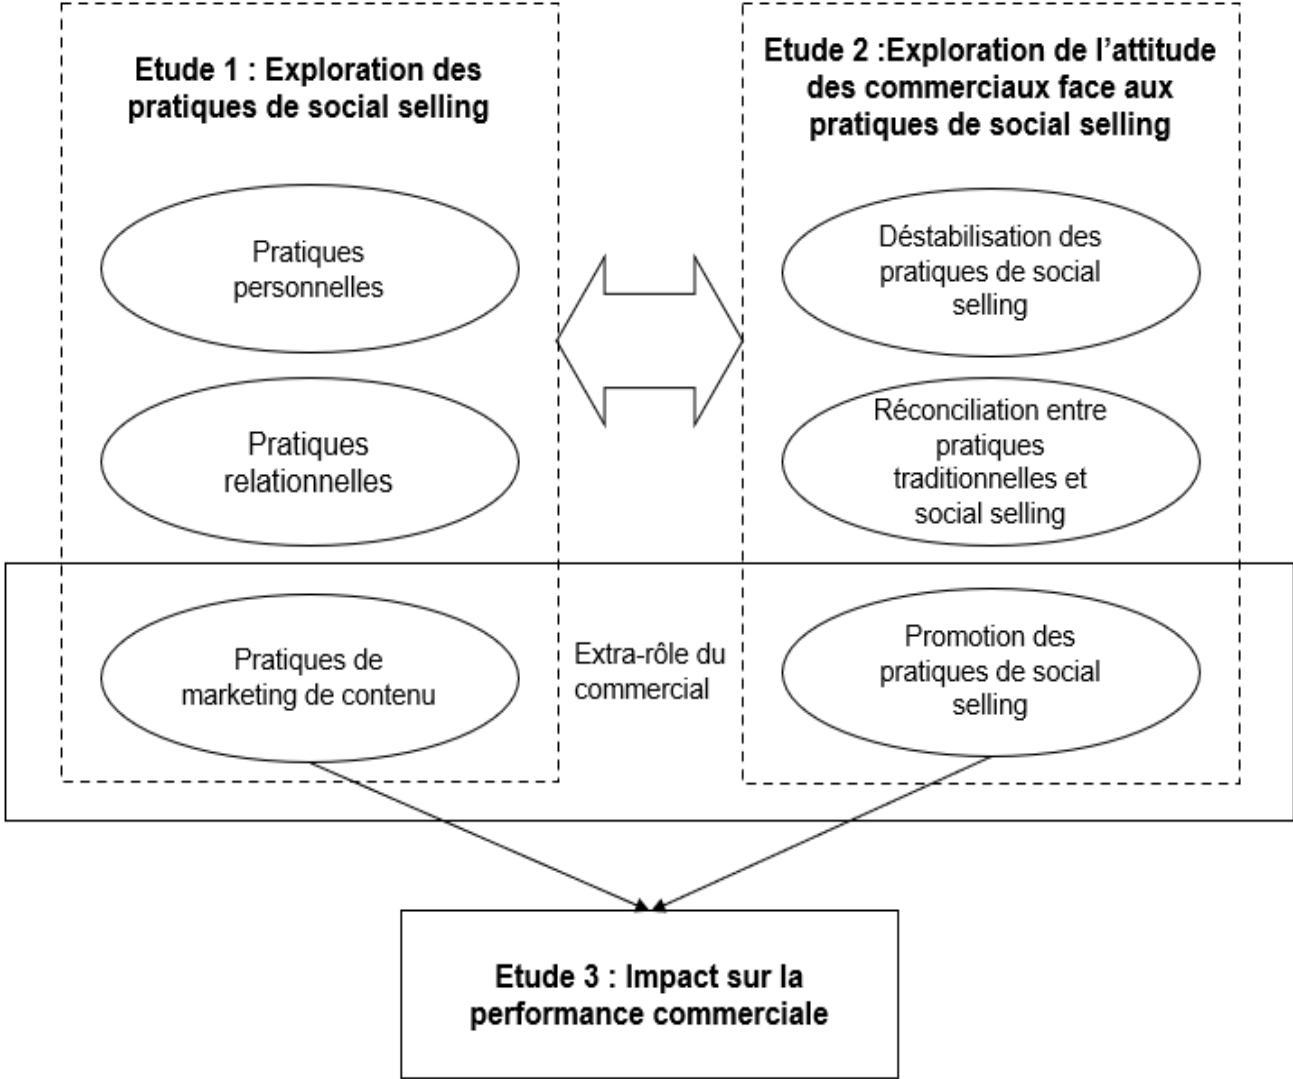 Etude 1 : Exploration des
pratiques de social selling
Pratiques
personnelles
Pratiques
relationnelles
Pratiques de
marketing de contenu
Extra-rôle du
commercial
Etude 2 :Exploration de l’attitude
des commerciaux face aux
pratiques de social selling
Déstabilisation des
pratiques de social
selling
Réconciliation entre
pratiques
traditionnelles et
social selling
Promotion des
pratiques de social
selling
Etude 3 : Impact sur la
performance commerciale